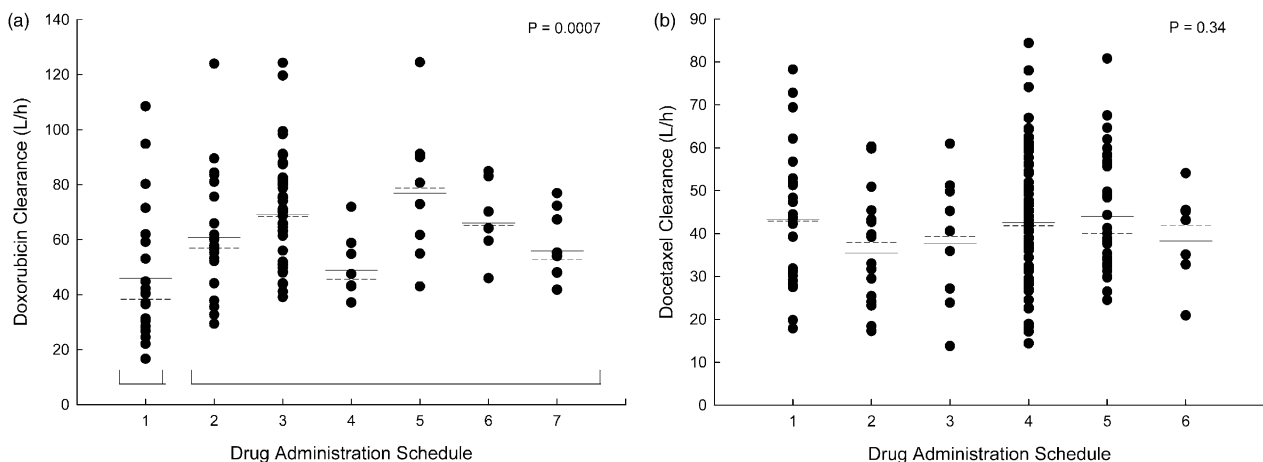 (a)
P = 0.0007
Doxorubicin Clearance (L/h)
140
120
100
80
60
40
20
0
1 2 3 4 5 6 7
Drug Administration Schedule
(b)
P = 0.34
Docetaxel Clearance (L/h)
90
80
70
60
50
40
30
20
10
0
1 2 3 4 5 6
Drug Administration Schedule